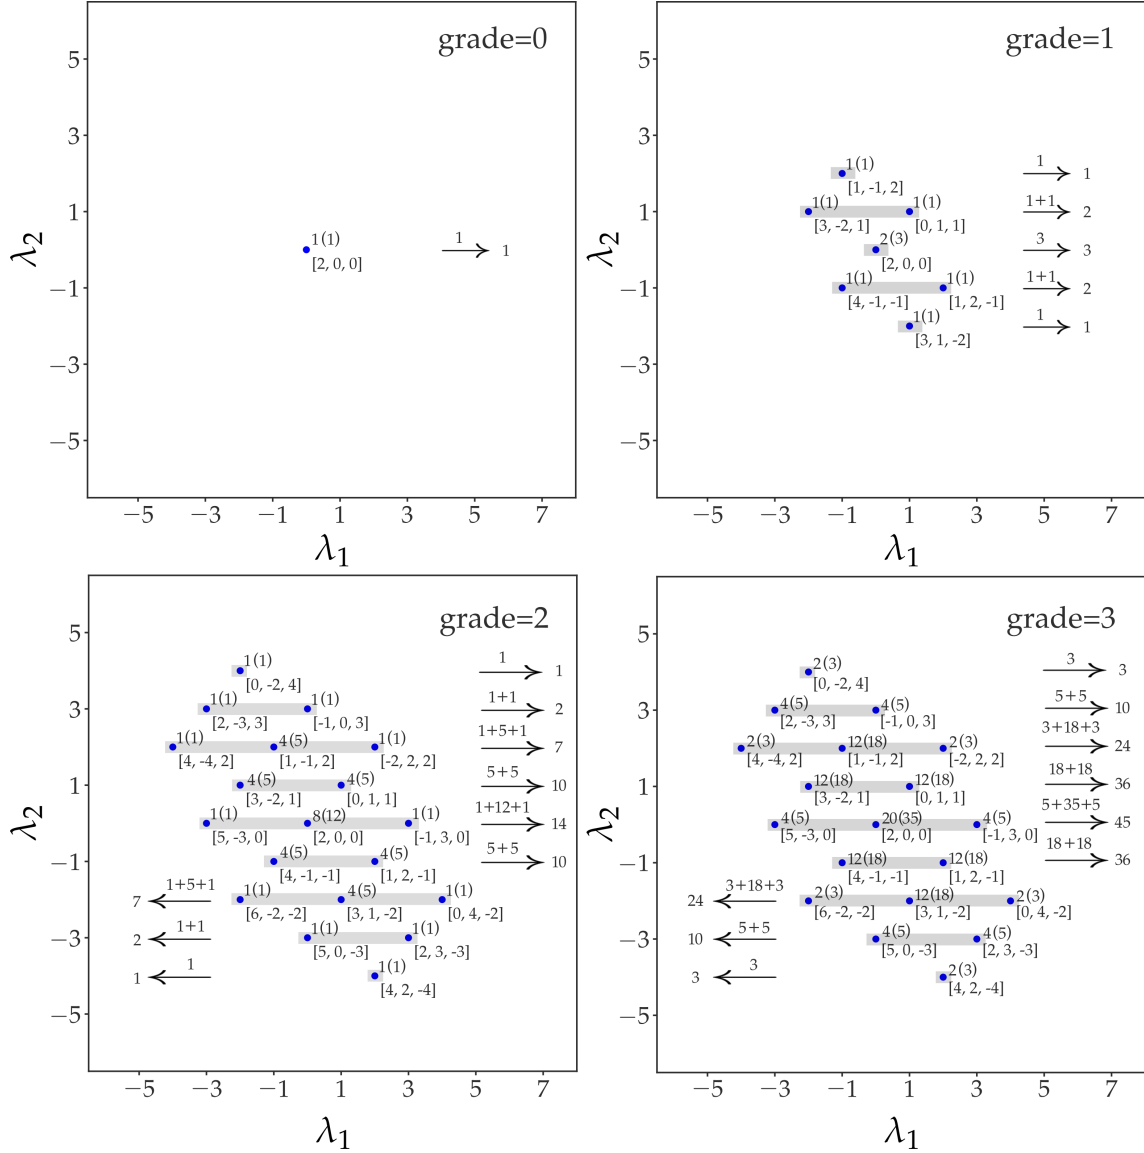 grade=0
5
3
1
−1
−3
−5
λ2
1(1)
[2, 0, 0]
1
1
−5 −3 −1 1 3 5 7
λ1
grade=1
5
3
1
−1
−3
−5
λ2
1(1)
[1, -1, 2]
1
1
1(1) 1(1)
[3, -2, 1] [0, 1, 1]
1+1
2
2(3)
[2, 0, 0]
3
3
1(1) 1(1)
[4, -1, -1] [1, 2, -1]
1+1
2
1(1)
[3, 1, -2]
1
1
−5 −3 −1 1 3 5 7
λ1
grade=2
5
3
1
−1
−3
−5
λ2
1(1)
[0, -2, 4]
1
1
1(1) 1(1)
[2, -3, 3] [-1, 0, 3]
1+1
2
1(1) 4(5) 1(1)
[4, -4, 2] [1, -1, 2] [-2, 2, 2]
1+5+1
7
4(5) 4(5)
[3, -2, 1] [0, 1, 1]
5+5
10
1(1) 8(12) 1(1)
[5, -3, 0] [2, 0, 0] [-1, 3, 0]
1+12+1
14
4(5) 4(5)
[4, -1, -1] [1, 2, -1]
5+5
10
1+5+1
7
1(1) 4(5) 1(1)
[6, -2, -2] [3, 1, -2] [0, 4, -2]
1+1
2
1(1) 1(1)
[5, 0, -3] [2, 3, -3]
1
1
1(1)
[4, 2, -4]
−5 −3 −1 1 3 5 7
λ1
grade=3
5
3
1
−1
−3
−5
λ2
2(3)
[0, -2, 4]
3
3
4(5) 4(5)
[2, -3, 3] [-1, 0, 3]
5+5
10
2(3) 12(18) 2(3)
[4, -4, 2] [1, -1, 2] [-2, 2, 2]
3+18+3
24
12(18) 12(18)
[3, -2, 1] [0, 1, 1]
18+18
36
4(5) 20(35) 4(5)
[5, -3, 0] [2, 0, 0] [-1, 3, 0]
5+35+5
45
12(18) 12(18)
[4, -1, -1] [1, 2, -1]
18+18
36
3+18+3
24
2(3) 12(18) 2(3)
[6, -2, -2] [3, 1, -2] [0, 4, -2]
5+5
10
4(5) 4(5)
[5, 0, -3] [2, 3, -3]
3
3
2(3)
[4, 2, -4]
−5 −3 −1 1 3 5 7
λ1